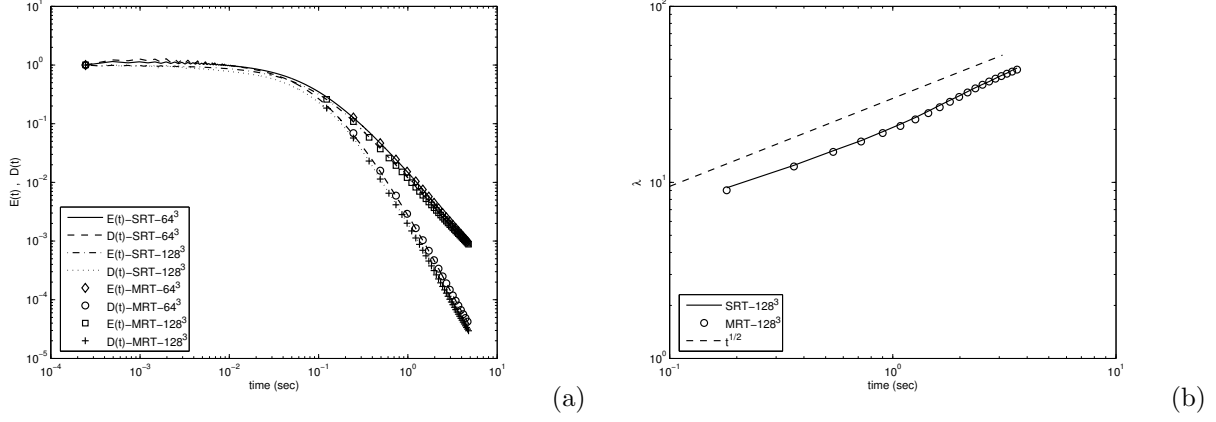 10^1
10^0
10^−1
10^−2
10^−3
10^−4
10^−5
E(t) , D(t)
E(t)−SRT−64^3
D(t)−SRT−64^3
E(t)−SRT−128^3
D(t)−SRT−128^3
E(t)−MRT−64^3
D(t)−MRT−64^3
E(t)−MRT−128^3
D(t)−MRT−128^3
10^−4 10^−3 10^−2 10^−1 10^0 10^1
time (sec)
(a)
10^2
10^1
10^0
λ
SRT−128^3
MRT−128^3
t^1/2
10^−1 10^0 10^1
time (sec)
(b)